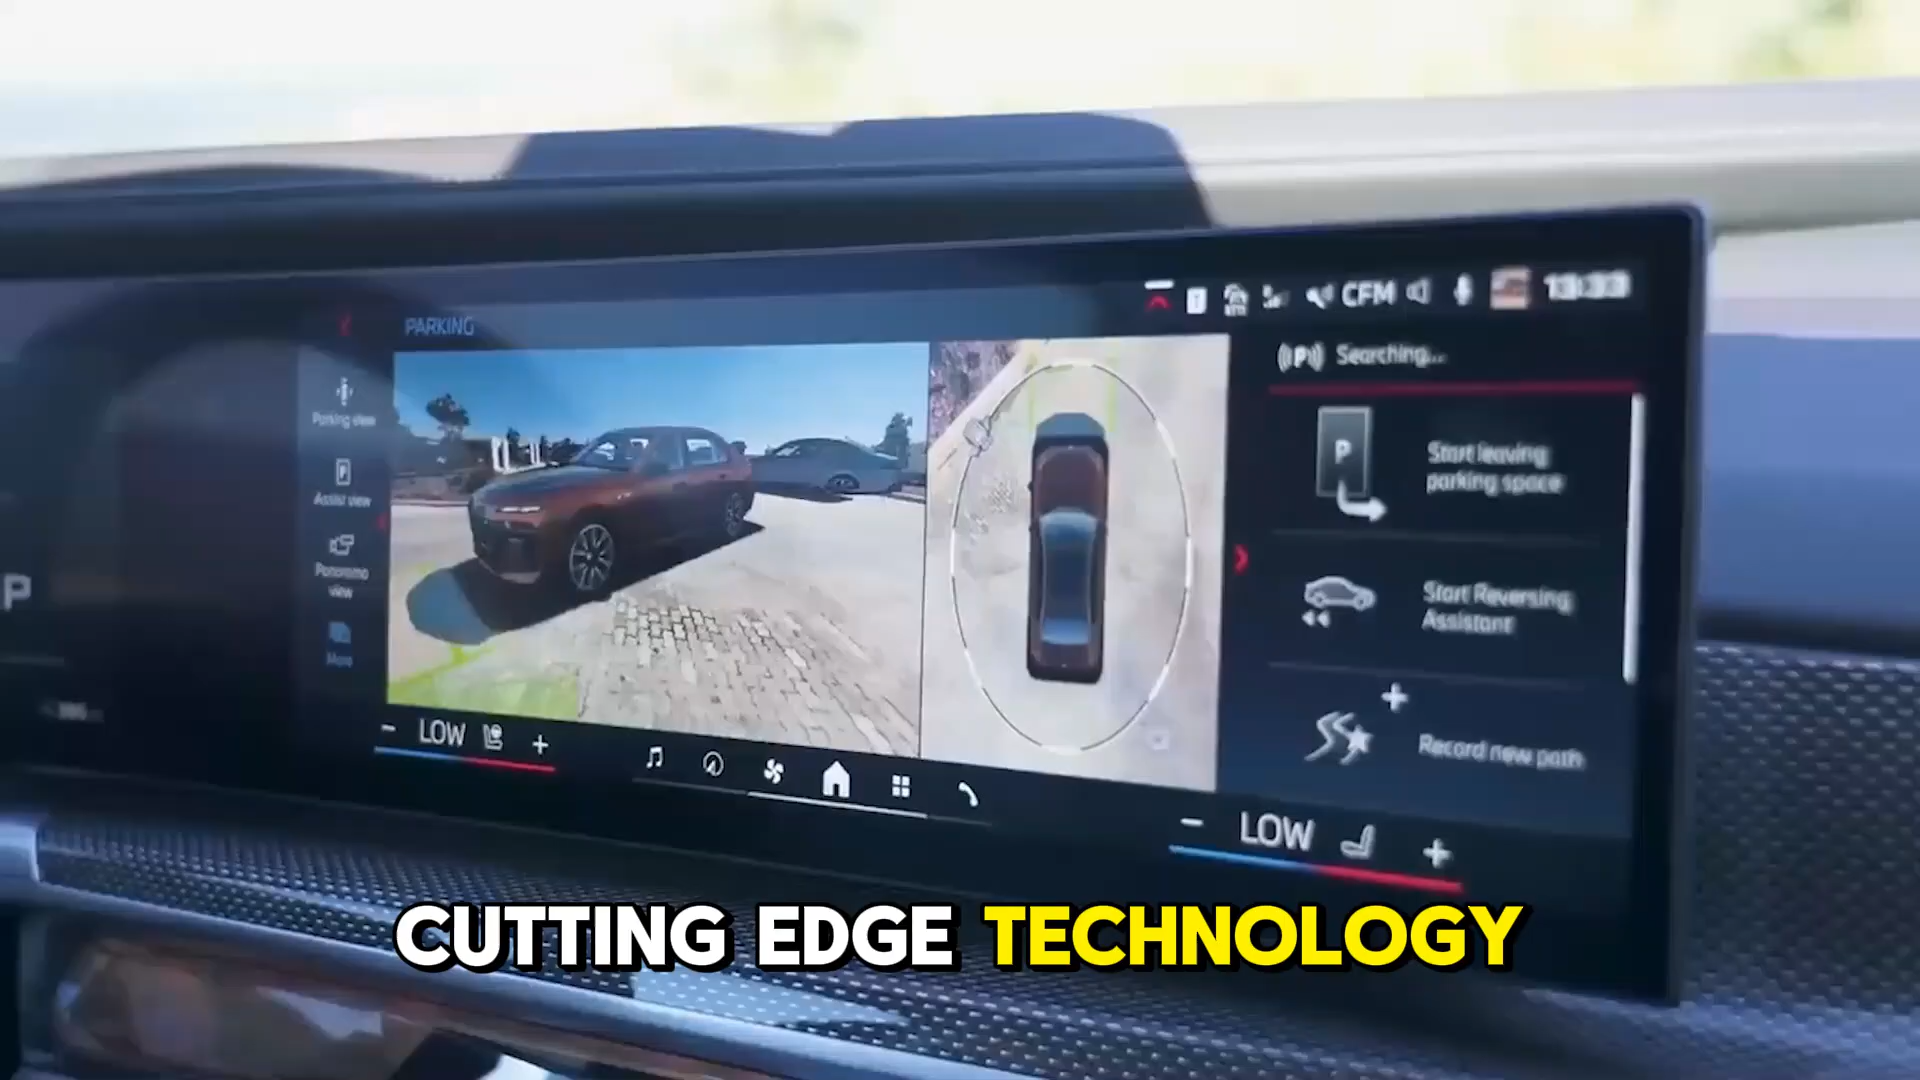 CFM
PARKING
Searching...
Parking view
P
Start leaving
parking space
Assist view
Panorama
view
Start Reversing
Assistant
P
More
Record new path
LOW
LOW
CUTTING EDGE TECHNOLOGY